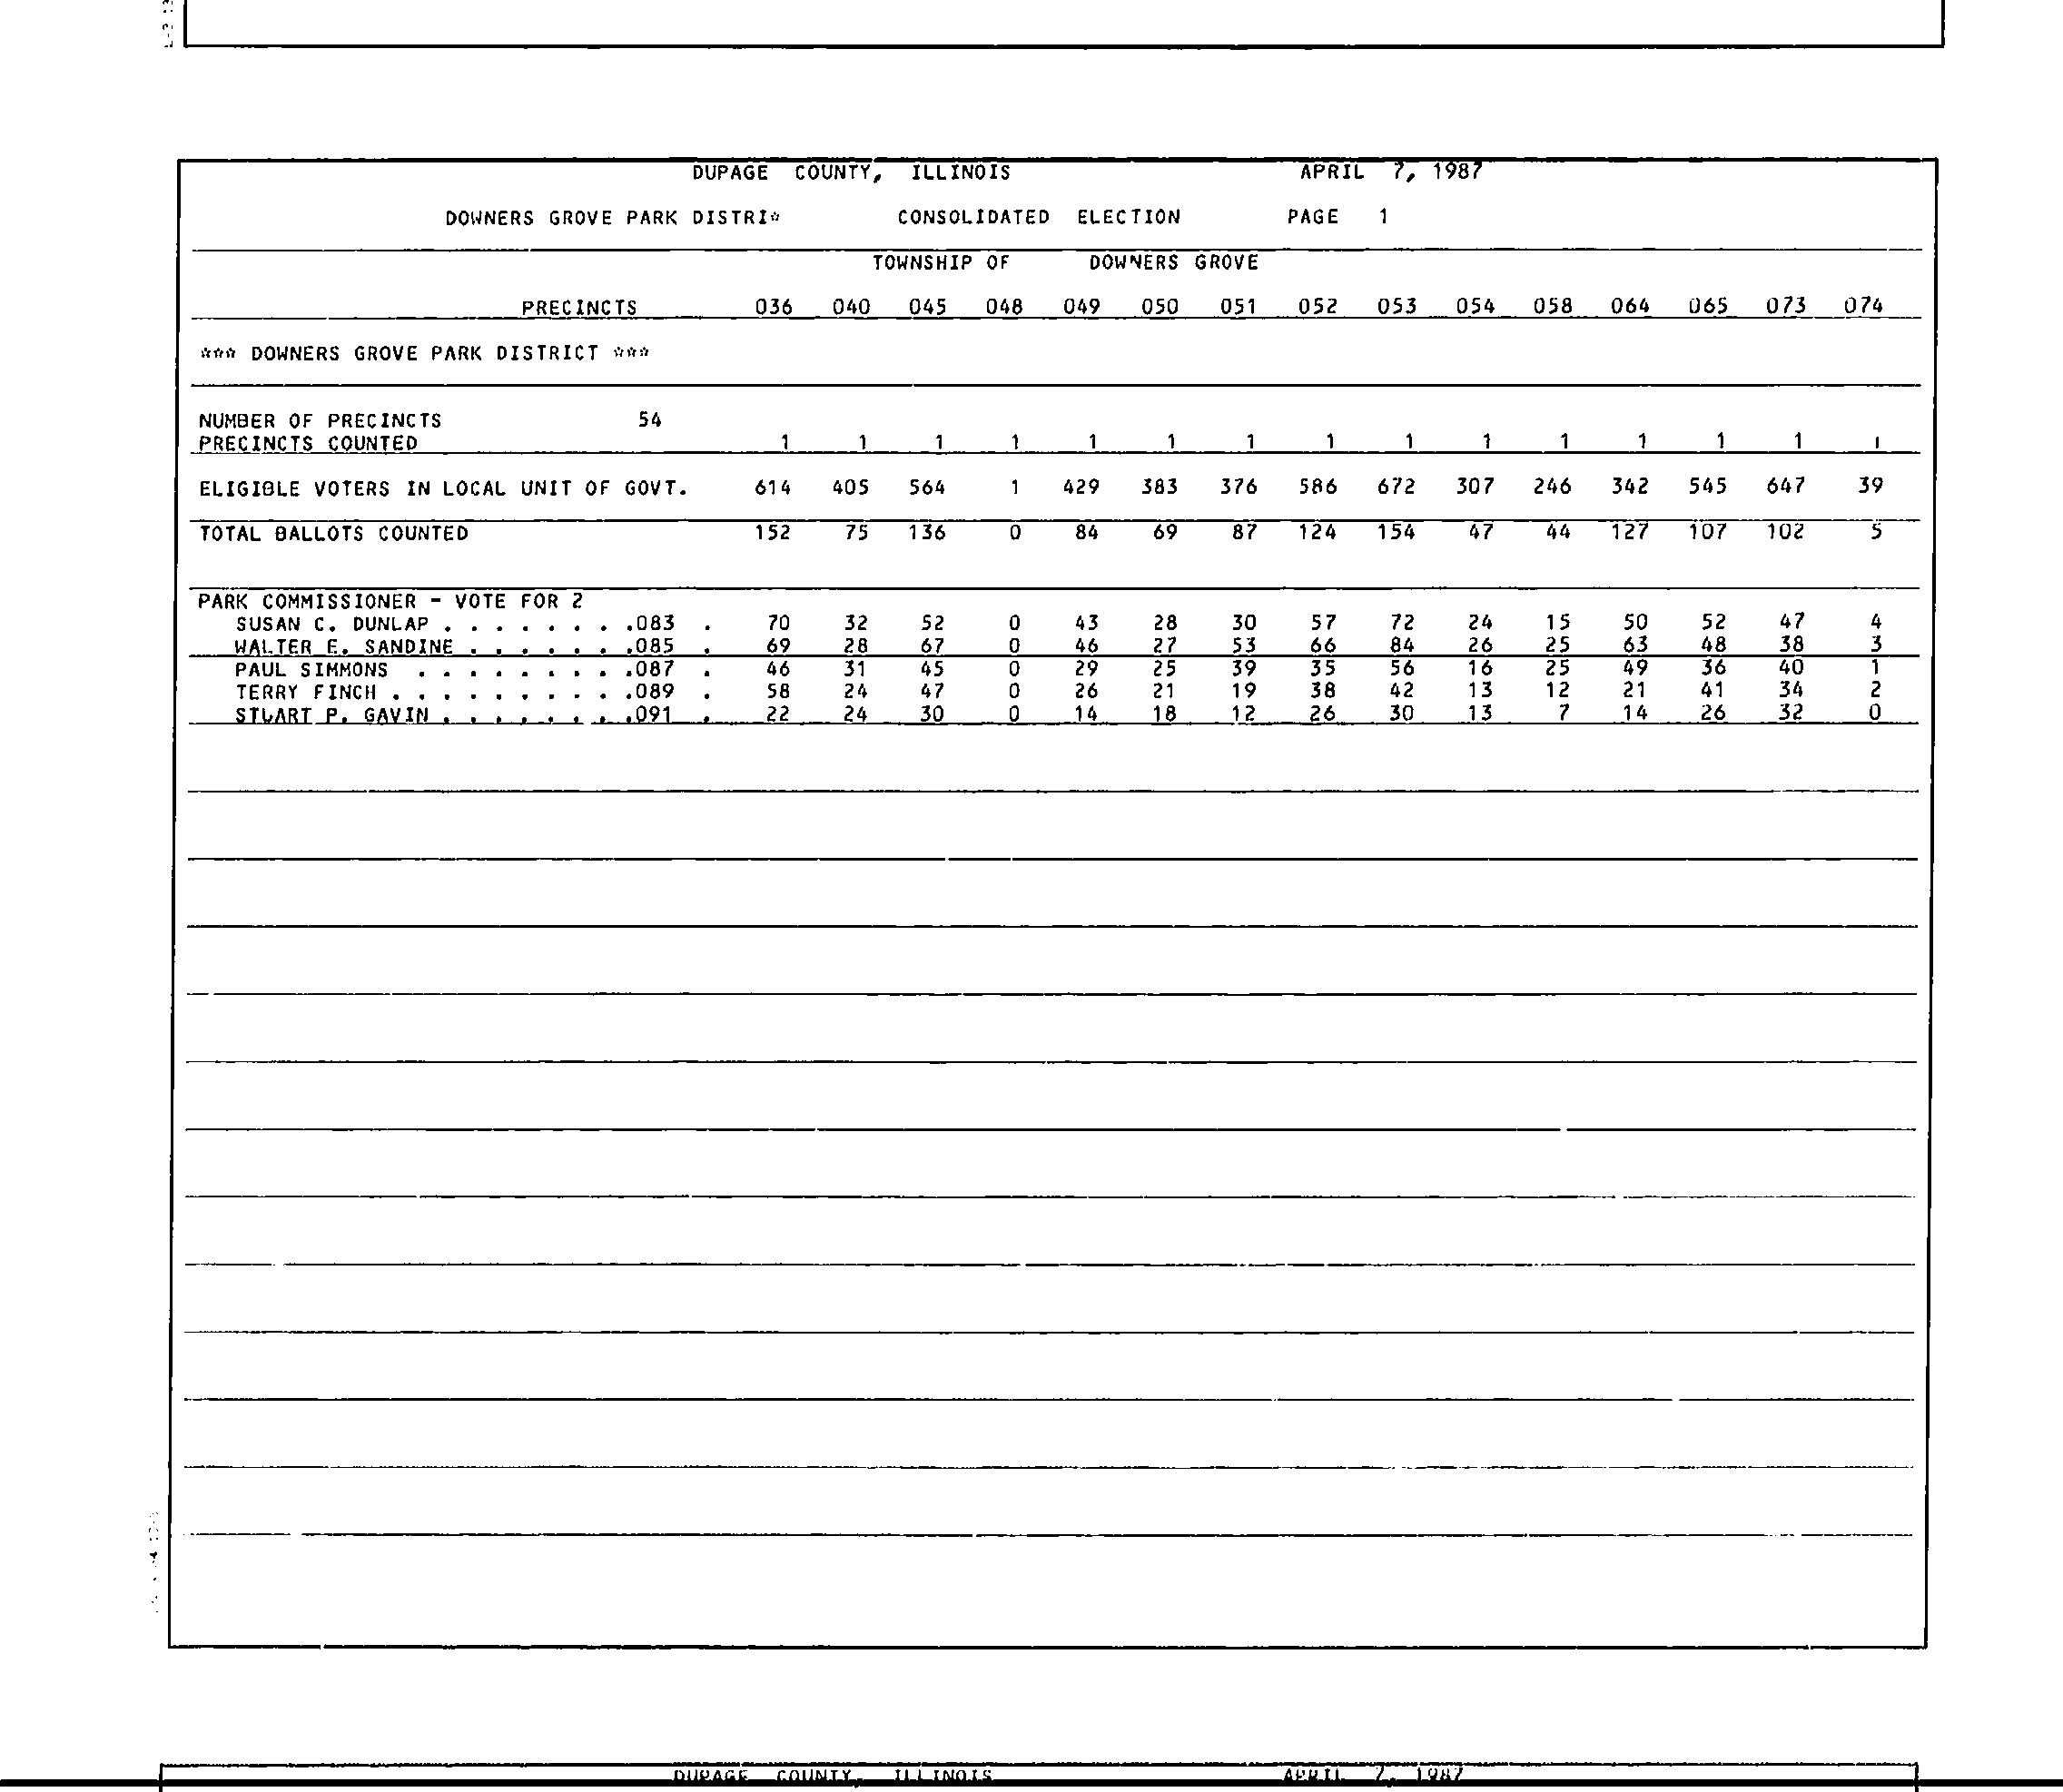 DUPAGE COUNTY, ILLINOIS APRIL 7, 1987
DOWNERS GROVE PARK DISTRI* CONSOLIDATED ELECTION PAGE 1
TOWNSHIP OF DOWNERS GROVE
PRECINCTS 036 040 045 048 049 050 051 052 053 054 058 064 065 073 074
*** DOWNERS GROVE PARK DISTRICT ***
NUMBER OF PRECINCTS 54
PRECINCTS COUNTED 1 1 1 1 1 1 1 1 1 1 1 1 1 1 1
ELIGIBLE VOTERS IN LOCAL UNIT OF GOVT. 614 405 564 1 429 383 376 586 672 307 246 342 545 647 39
TOTAL BALLOTS COUNTED 152 75 136 0 84 69 87 124 154 47 44 127 107 102 5
PARK COMMISSIONER - VOTE FOR 2
SUSAN C. DUNLAP . . . . . . . .083 . 70 32 52 0 43 28 30 57 72 24 15 50 52 47 4
WALTER E. SANDINE . . . . . . .085 . 69 28 67 0 46 27 53 66 84 26 25 63 48 38 3
PAUL SIMMONS . . . . . . . . .087 . 46 31 45 0 29 25 39 35 56 16 25 49 36 40 1
TERRY FINCH . . . . . . . . . .089 . 58 24 47 0 26 21 19 38 42 13 12 21 41 34 2
STUART P. GAVIN . . . . . . . .091 . 22 24 30 0 14 18 12 26 30 13 7 14 26 32 0
DUPAGE COUNTY, ILLINOIS APRIL 7, 1987